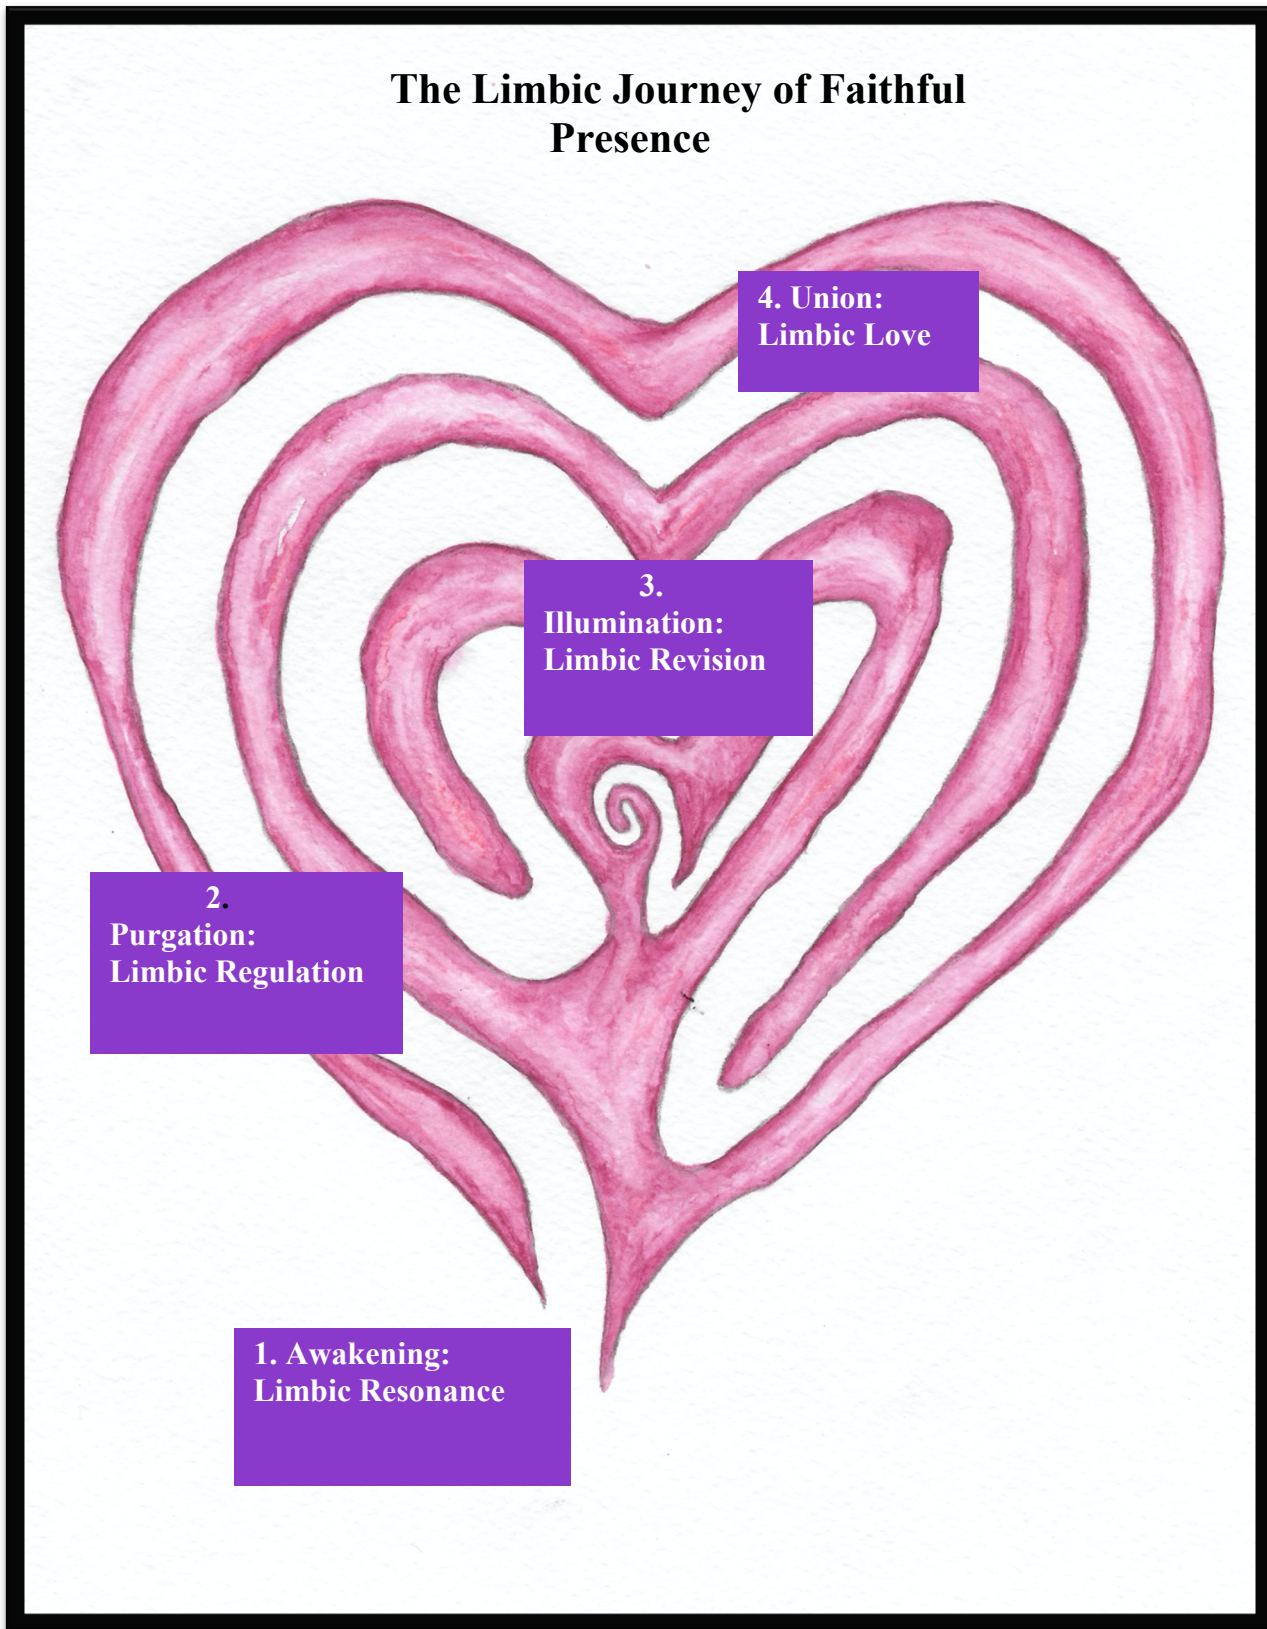 The Limbic Journey of Faithful
Presence
4. Union:
Limbic Love
3.
Illumination:
Limbic Revision
2.
Purgation:
Limbic Regulation
1. Awakening:
Limbic Resonance